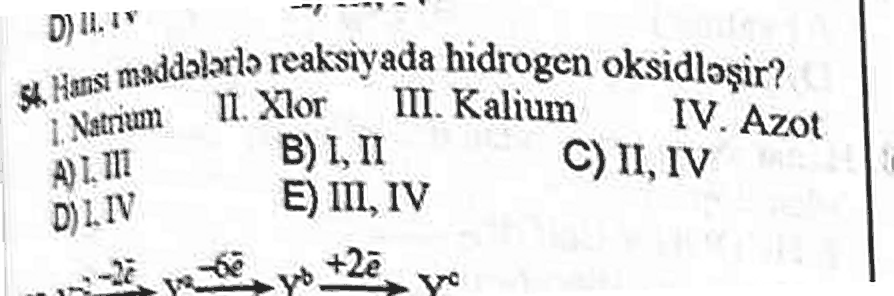 D) II, IV
54. Hansı maddələrlə reaksiyada hidrogen oksidləşir?
I. Natrium II. Xlor III. Kalium IV. Azot
A) I, III B) I, II C) II, IV
D) I, IV E) III, IV
-2ē Yᵃ -6ē Yᵇ +2ē Yᶜ